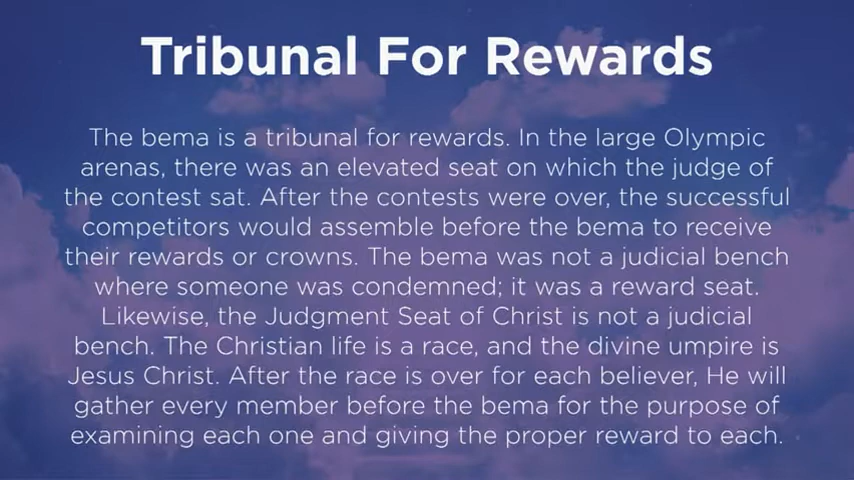 Tribunal For Rewards
The bema is a tribunal for rewards. In the large Olympic
arenas, there was an elevated seat on which the judge of
the contest sat. After the contests were over, the successful
competitors would assemble before the bema to receive
their rewards or crowns. The bema was not a judicial bench
where someone was condemned; it was a reward seat.
Likewise, the Judgment Seat of Christ is not a judicial
bench. The Christian life is a race, and the divine umpire is
Jesus Christ. After the race is over for each believer, He will
gather every member before the bema for the purpose of
examining each one and giving the proper reward to each.